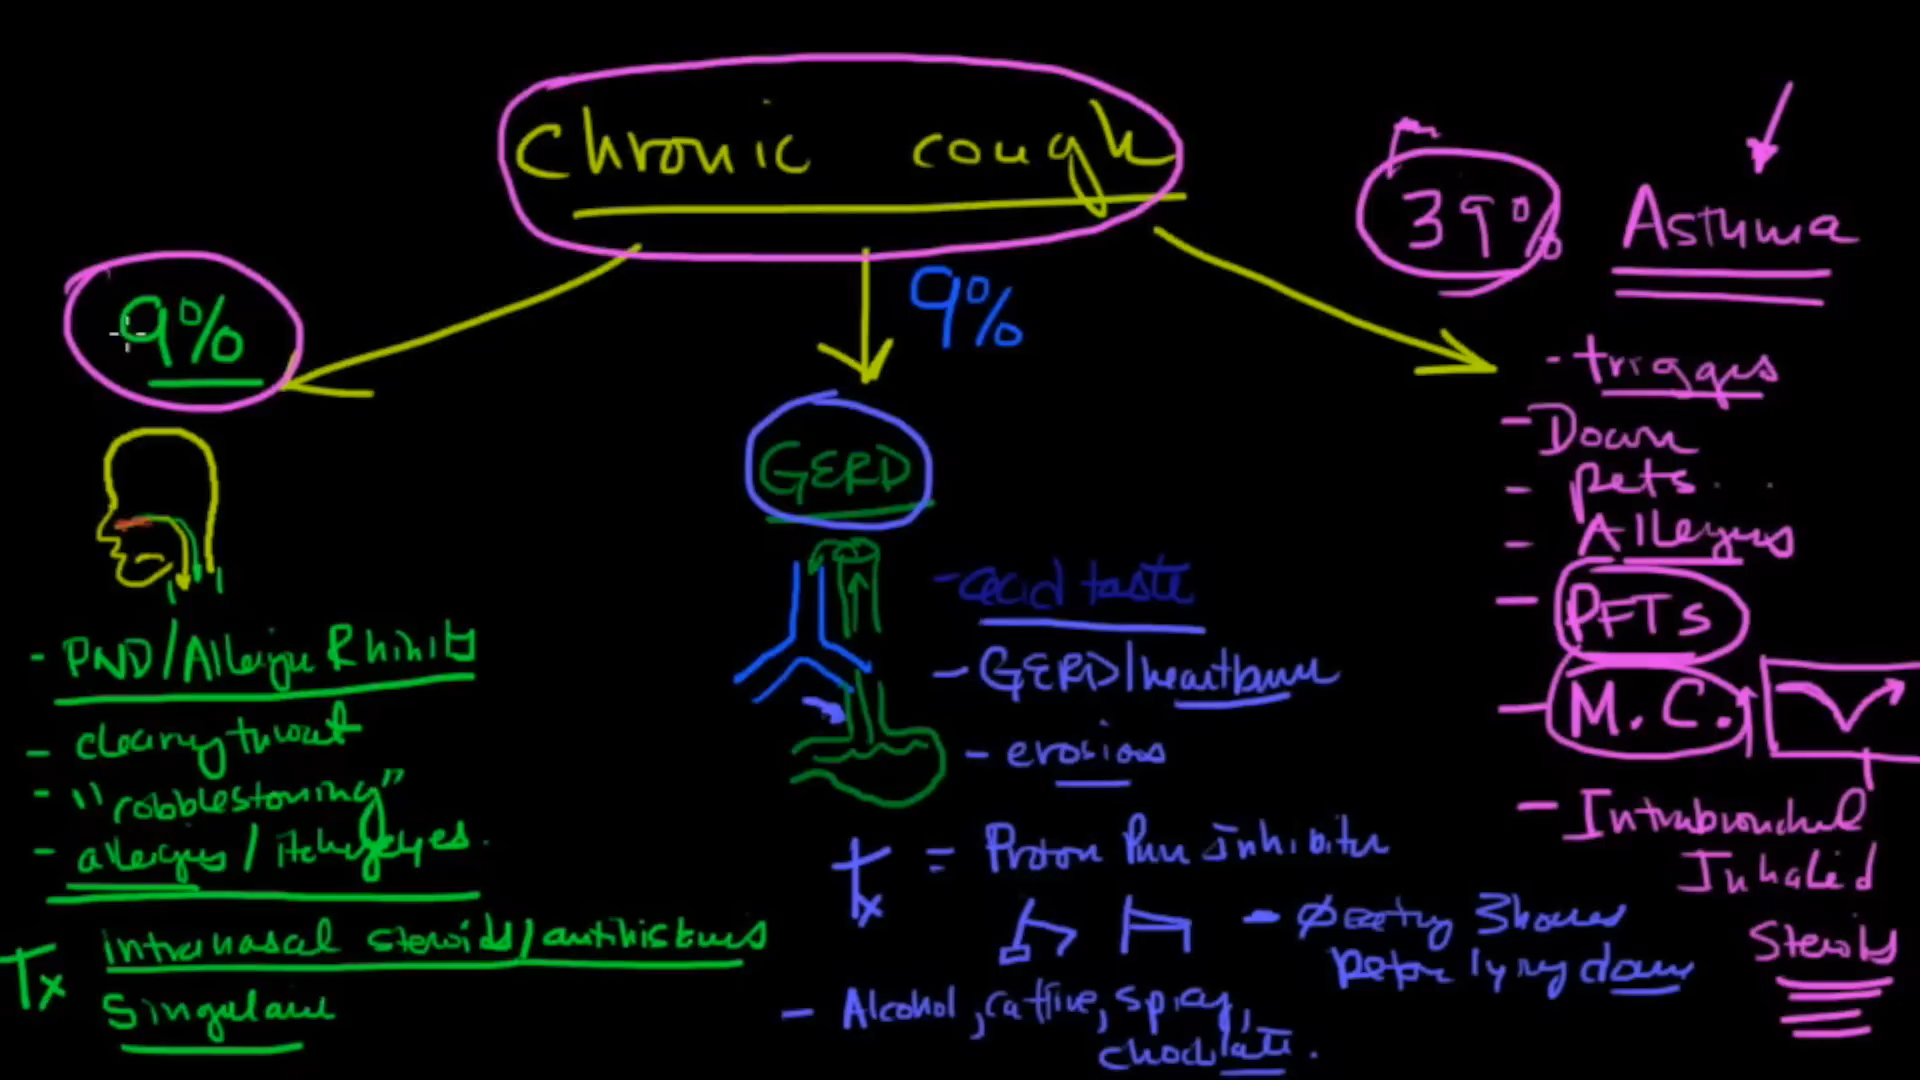 Chronic cough
9%
- PND/Allergic Rhinitis
- clearing throat
- "cobblestoning"
- allergies / itchy eyes.
Tx intranasal steroids/antihistamines
Singulair
9%
GERD
- acid taste
- GERD/heartburn
- erosions
Tx = Proton Pum Inhibitor
- Ø eating 3 hours
before lying down
- Alcohol, caffine, spicy,
chocolate.
39% Asthma
- triggers
- Down
- pets
- Allergens
- PFTs
- M.C.
- Intrabronchial
Inhaled
Steroids